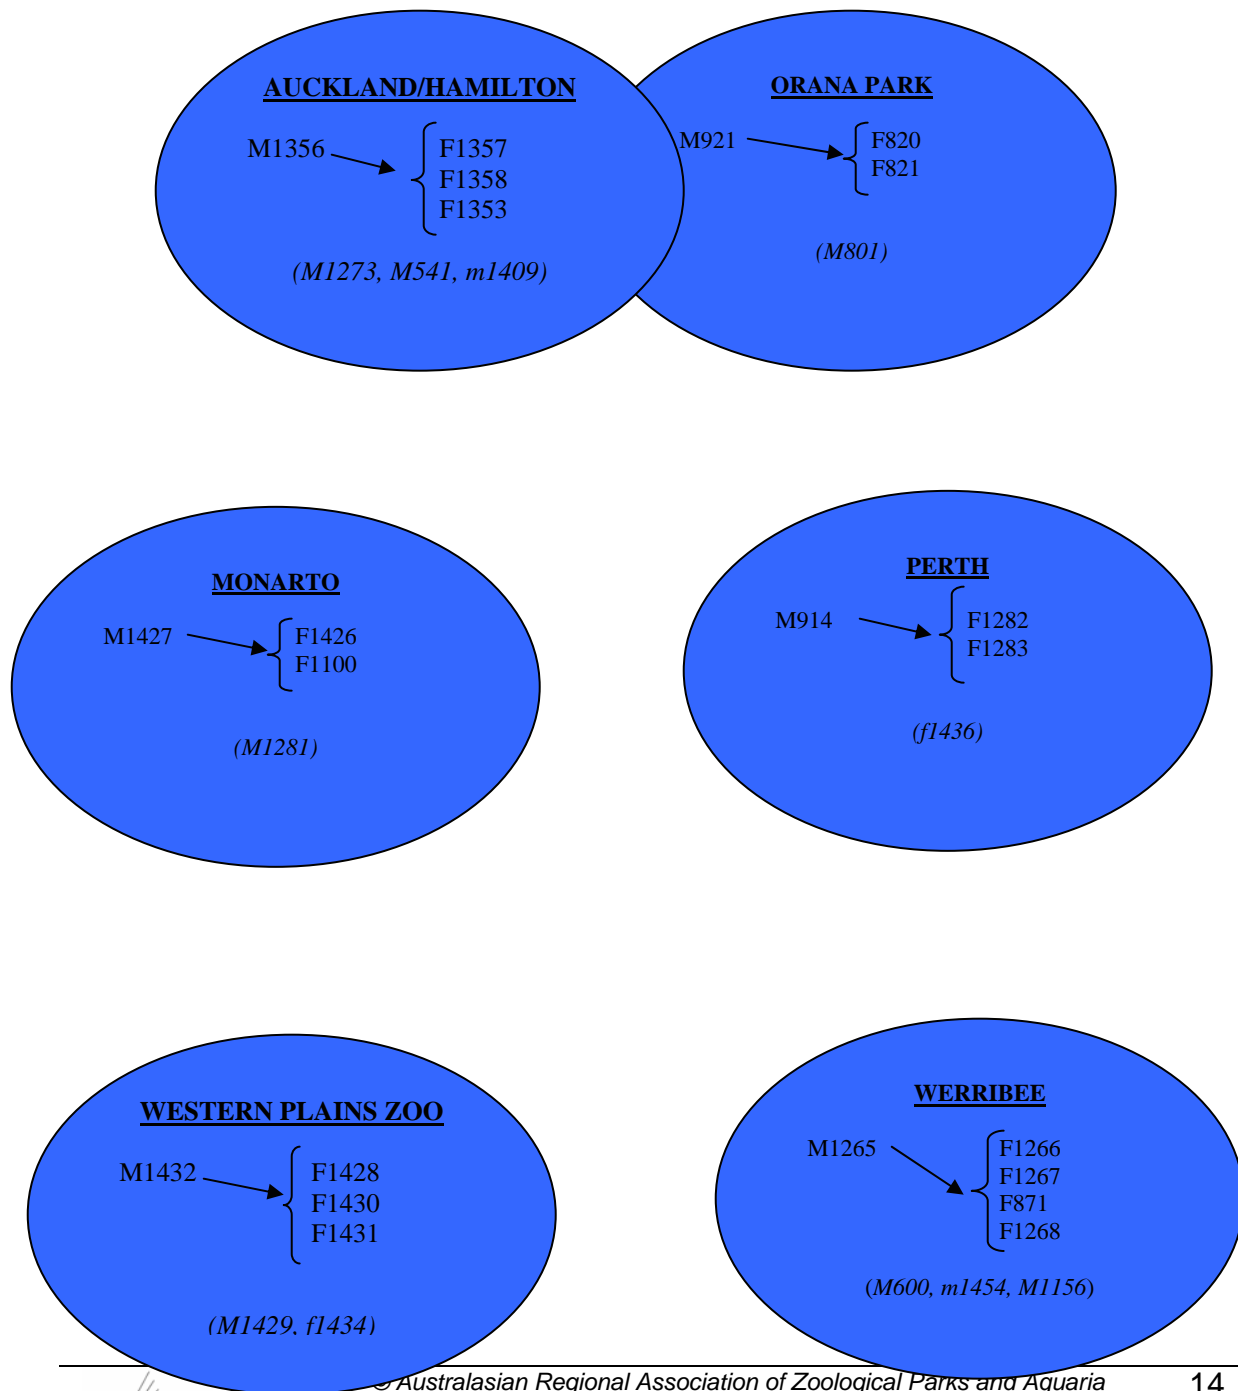 AUCKLAND/HAMILTON
M1356
F1357
F1358
F1353
(M1273, M541, m1409)
ORANA PARK
M921
F820
F821
(M801)
MONARTO
M1427
F1426
F1100
(M1281)
PERTH
M914
F1282
F1283
(f1436)
WESTERN PLAINS ZOO
M1432
F1428
F1430
F1431
(M1429, f1434)
WERRIBEE
M1265
F1266
F1267
F871
F1268
(M600, m1454, M1156)
© Australasian Regional Association of Zoological Parks and Aquaria 14